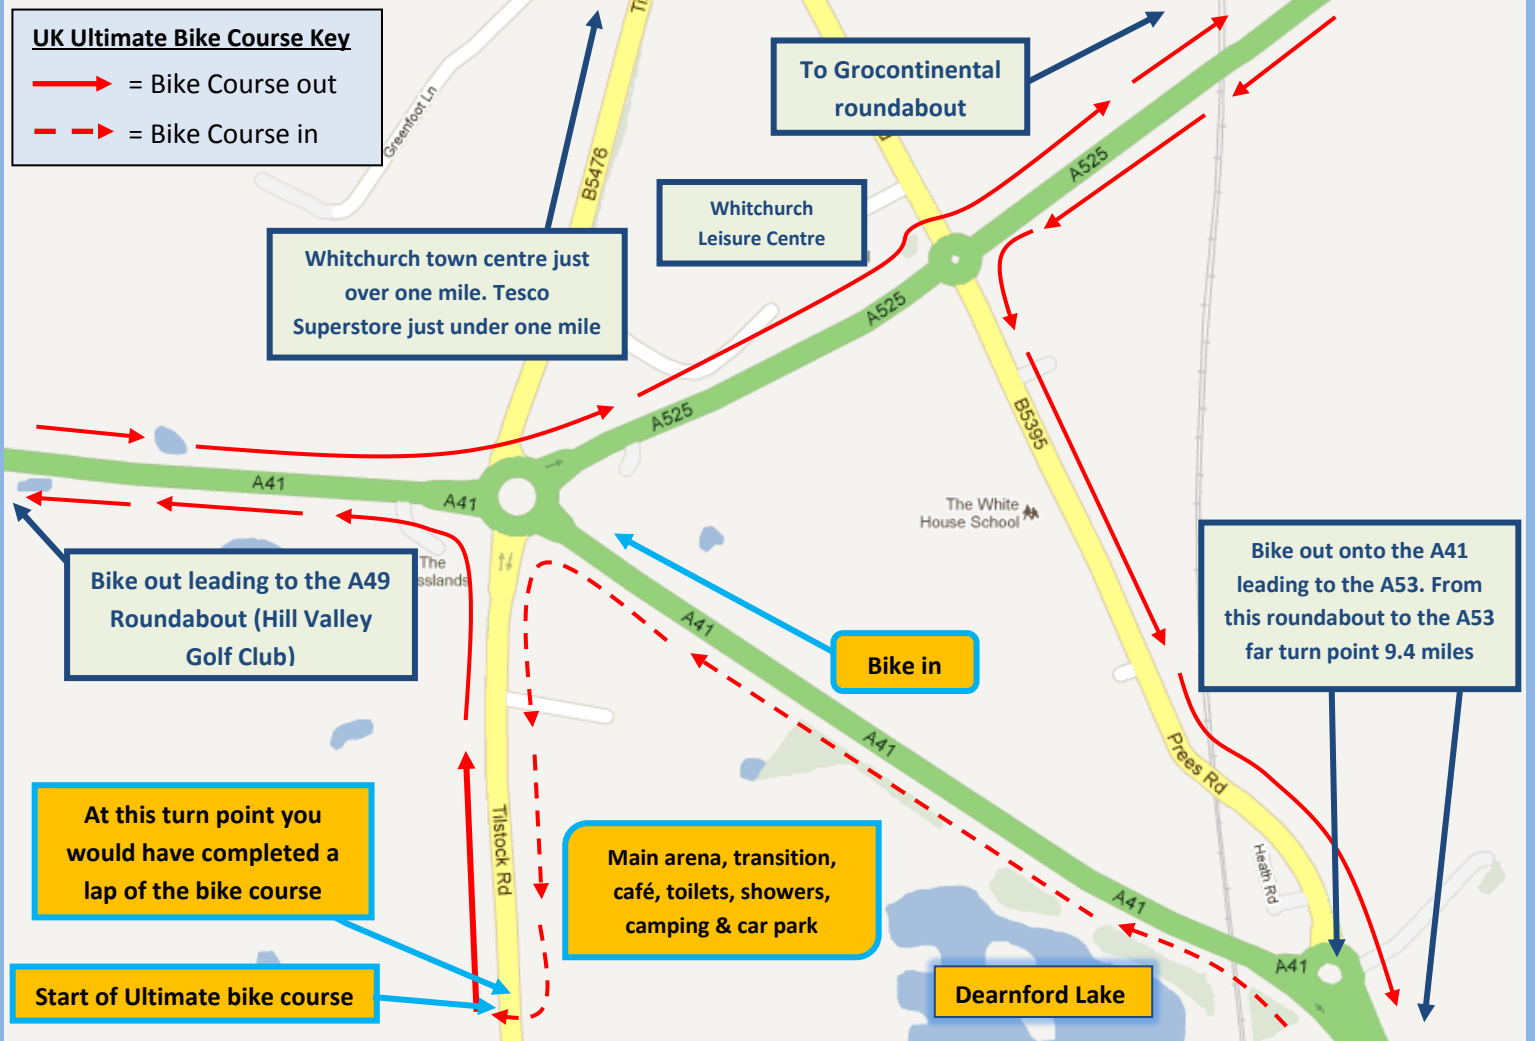 UK Ultimate Bike Course Key
= Bike Course out
= Bike Course in
Greenfoot Ln
B5476
Whitchurch town centre just
over one mile. Tesco
Superstore just under one mile
To Grocontinental
roundabout
Whitchurch
Leisure Centre
A525
A525
A525
A41
A41
B5395
The White
House School
The
Bike out leading to the A49
Roundabout (Hill Valley
Golf Club)
Bike in
Bike out onto the A41
leading to the A53. From
this roundabout to the A53
far turn point 9.4 miles
A41
A41
A41
A41
Prees Rd
Heath Rd
Tilstock Rd
At this turn point you
would have completed a
lap of the bike course
Main arena, transition,
café, toilets, showers,
camping & car park
Start of Ultimate bike course
Dearnford Lake